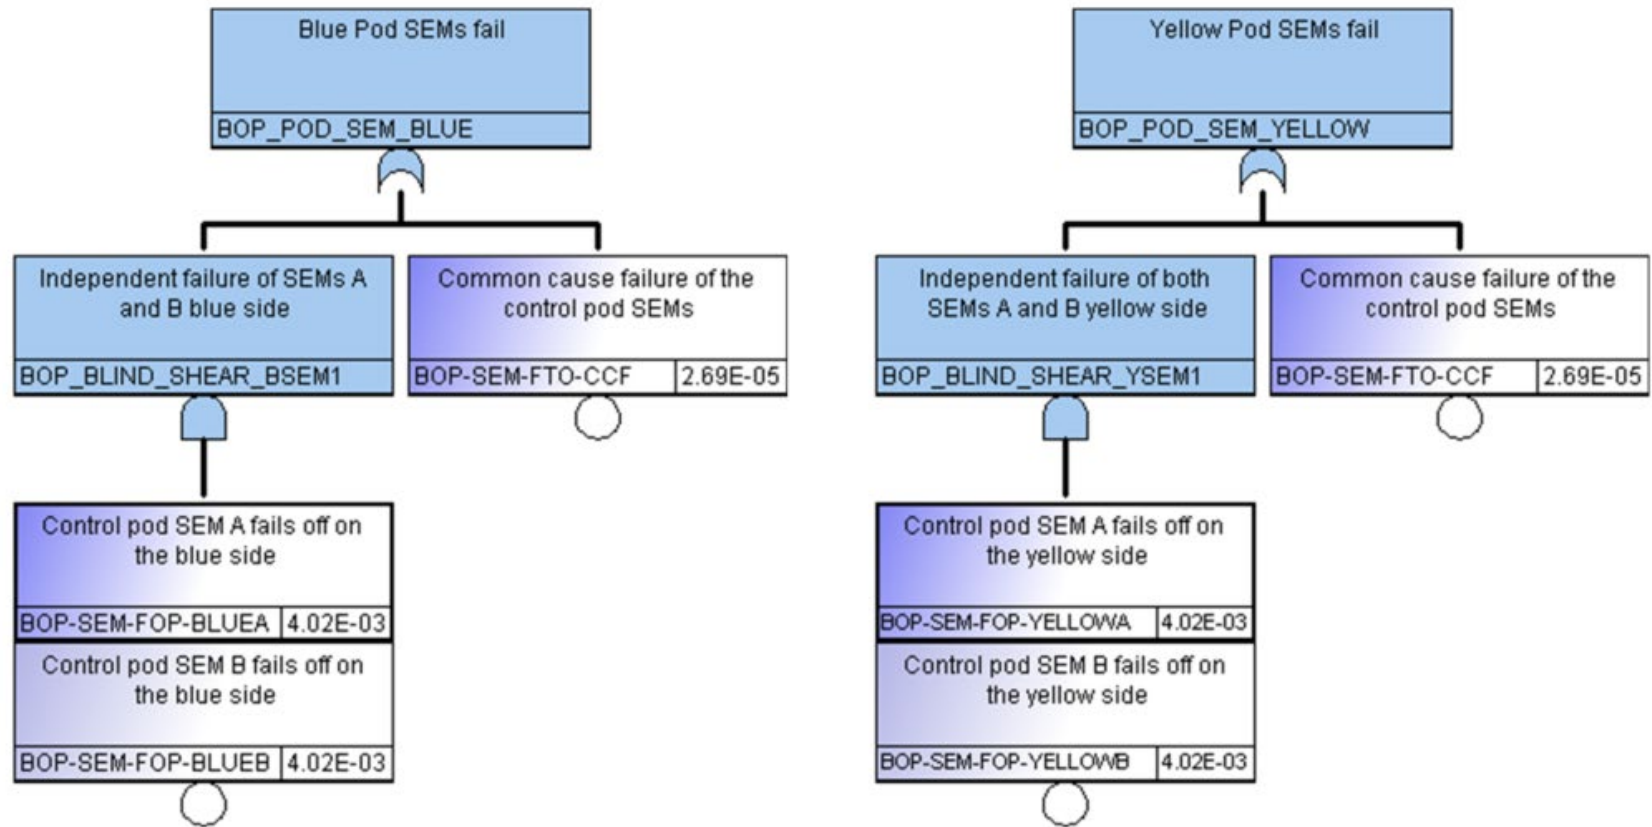 Blue Pod SEMs fail
BOP_POD_SEM_BLUE
Independent failure of SEMs A
and B blue side
BOP_BLIND_SHEAR_BSEM1
Common cause failure of the
control pod SEMs
BOP-SEM-FTO-CCF 2.69E-05
Control pod SEM A fails off on
the blue side
BOP-SEM-FOP-BLUEA 4.02E-03
Control pod SEM B fails off on
the blue side
BOP-SEM-FOP-BLUEB 4.02E-03
Yellow Pod SEMs fail
BOP_POD_SEM_YELLOW
Independent failure of both
SEMs A and B yellow side
BOP_BLIND_SHEAR_YSEM1
Common cause failure of the
control pod SEMs
BOP-SEM-FTO-CCF 2.69E-05
Control pod SEM A fails off on
the yellow side
BOP-SEM-FOP-YELLOWA 4.02E-03
Control pod SEM B fails off on
the yellow side
BOP-SEM-FOP-YELLOWB 4.02E-03